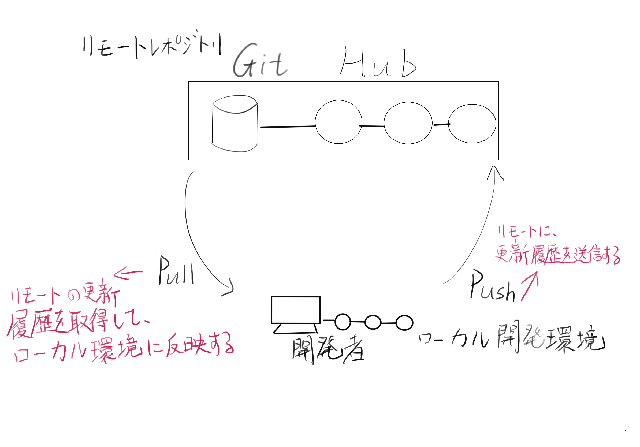 リモートレポジトリ
Git Hub
リモートに、
更新履歴を送信する
Pull
Push
リモートの更新
履歴を取得して、
ローカル環境に反映する
開発者
ローカル開発環境